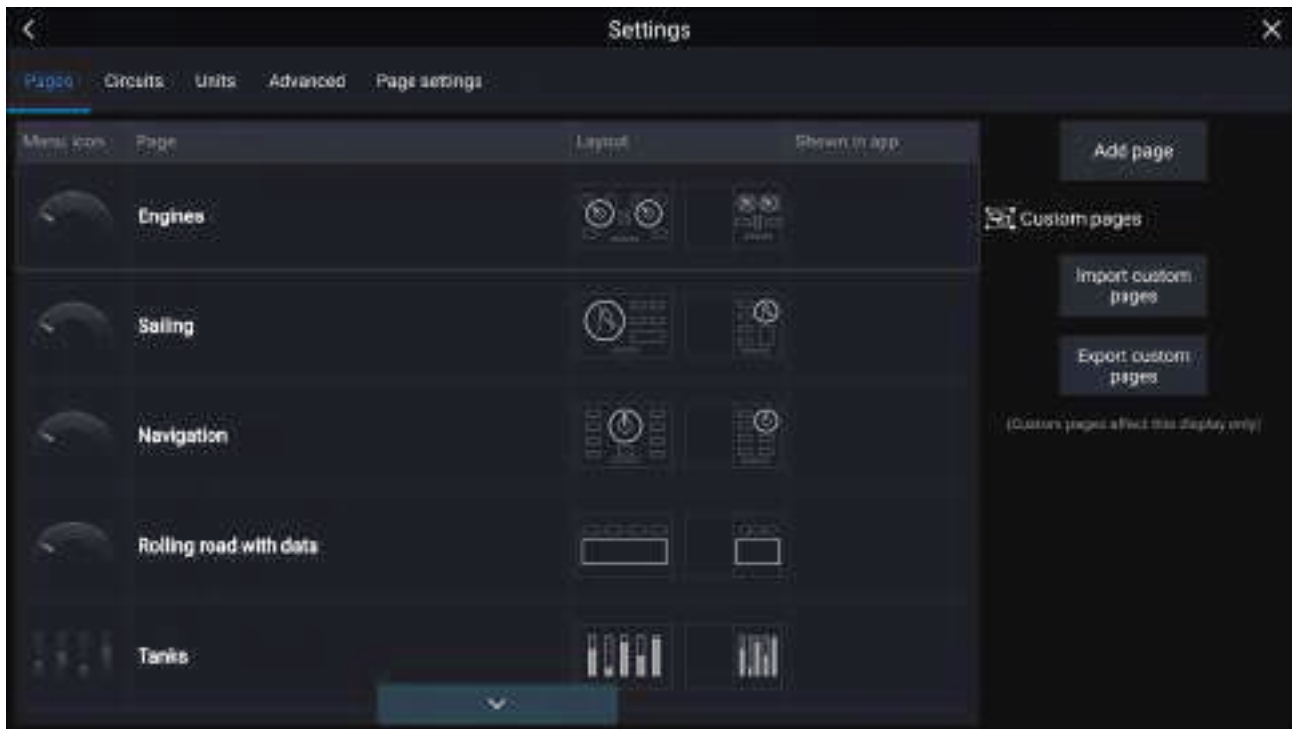 Settings
Pages Circuits Units Advanced Page settings
Menu icon Page Layout Shown in app
Add page
Engines
Custom pages
Import custom
pages
Sailing
Export custom
pages
(Custom pages affect this display only)
Navigation
Rolling road with data
Tanks